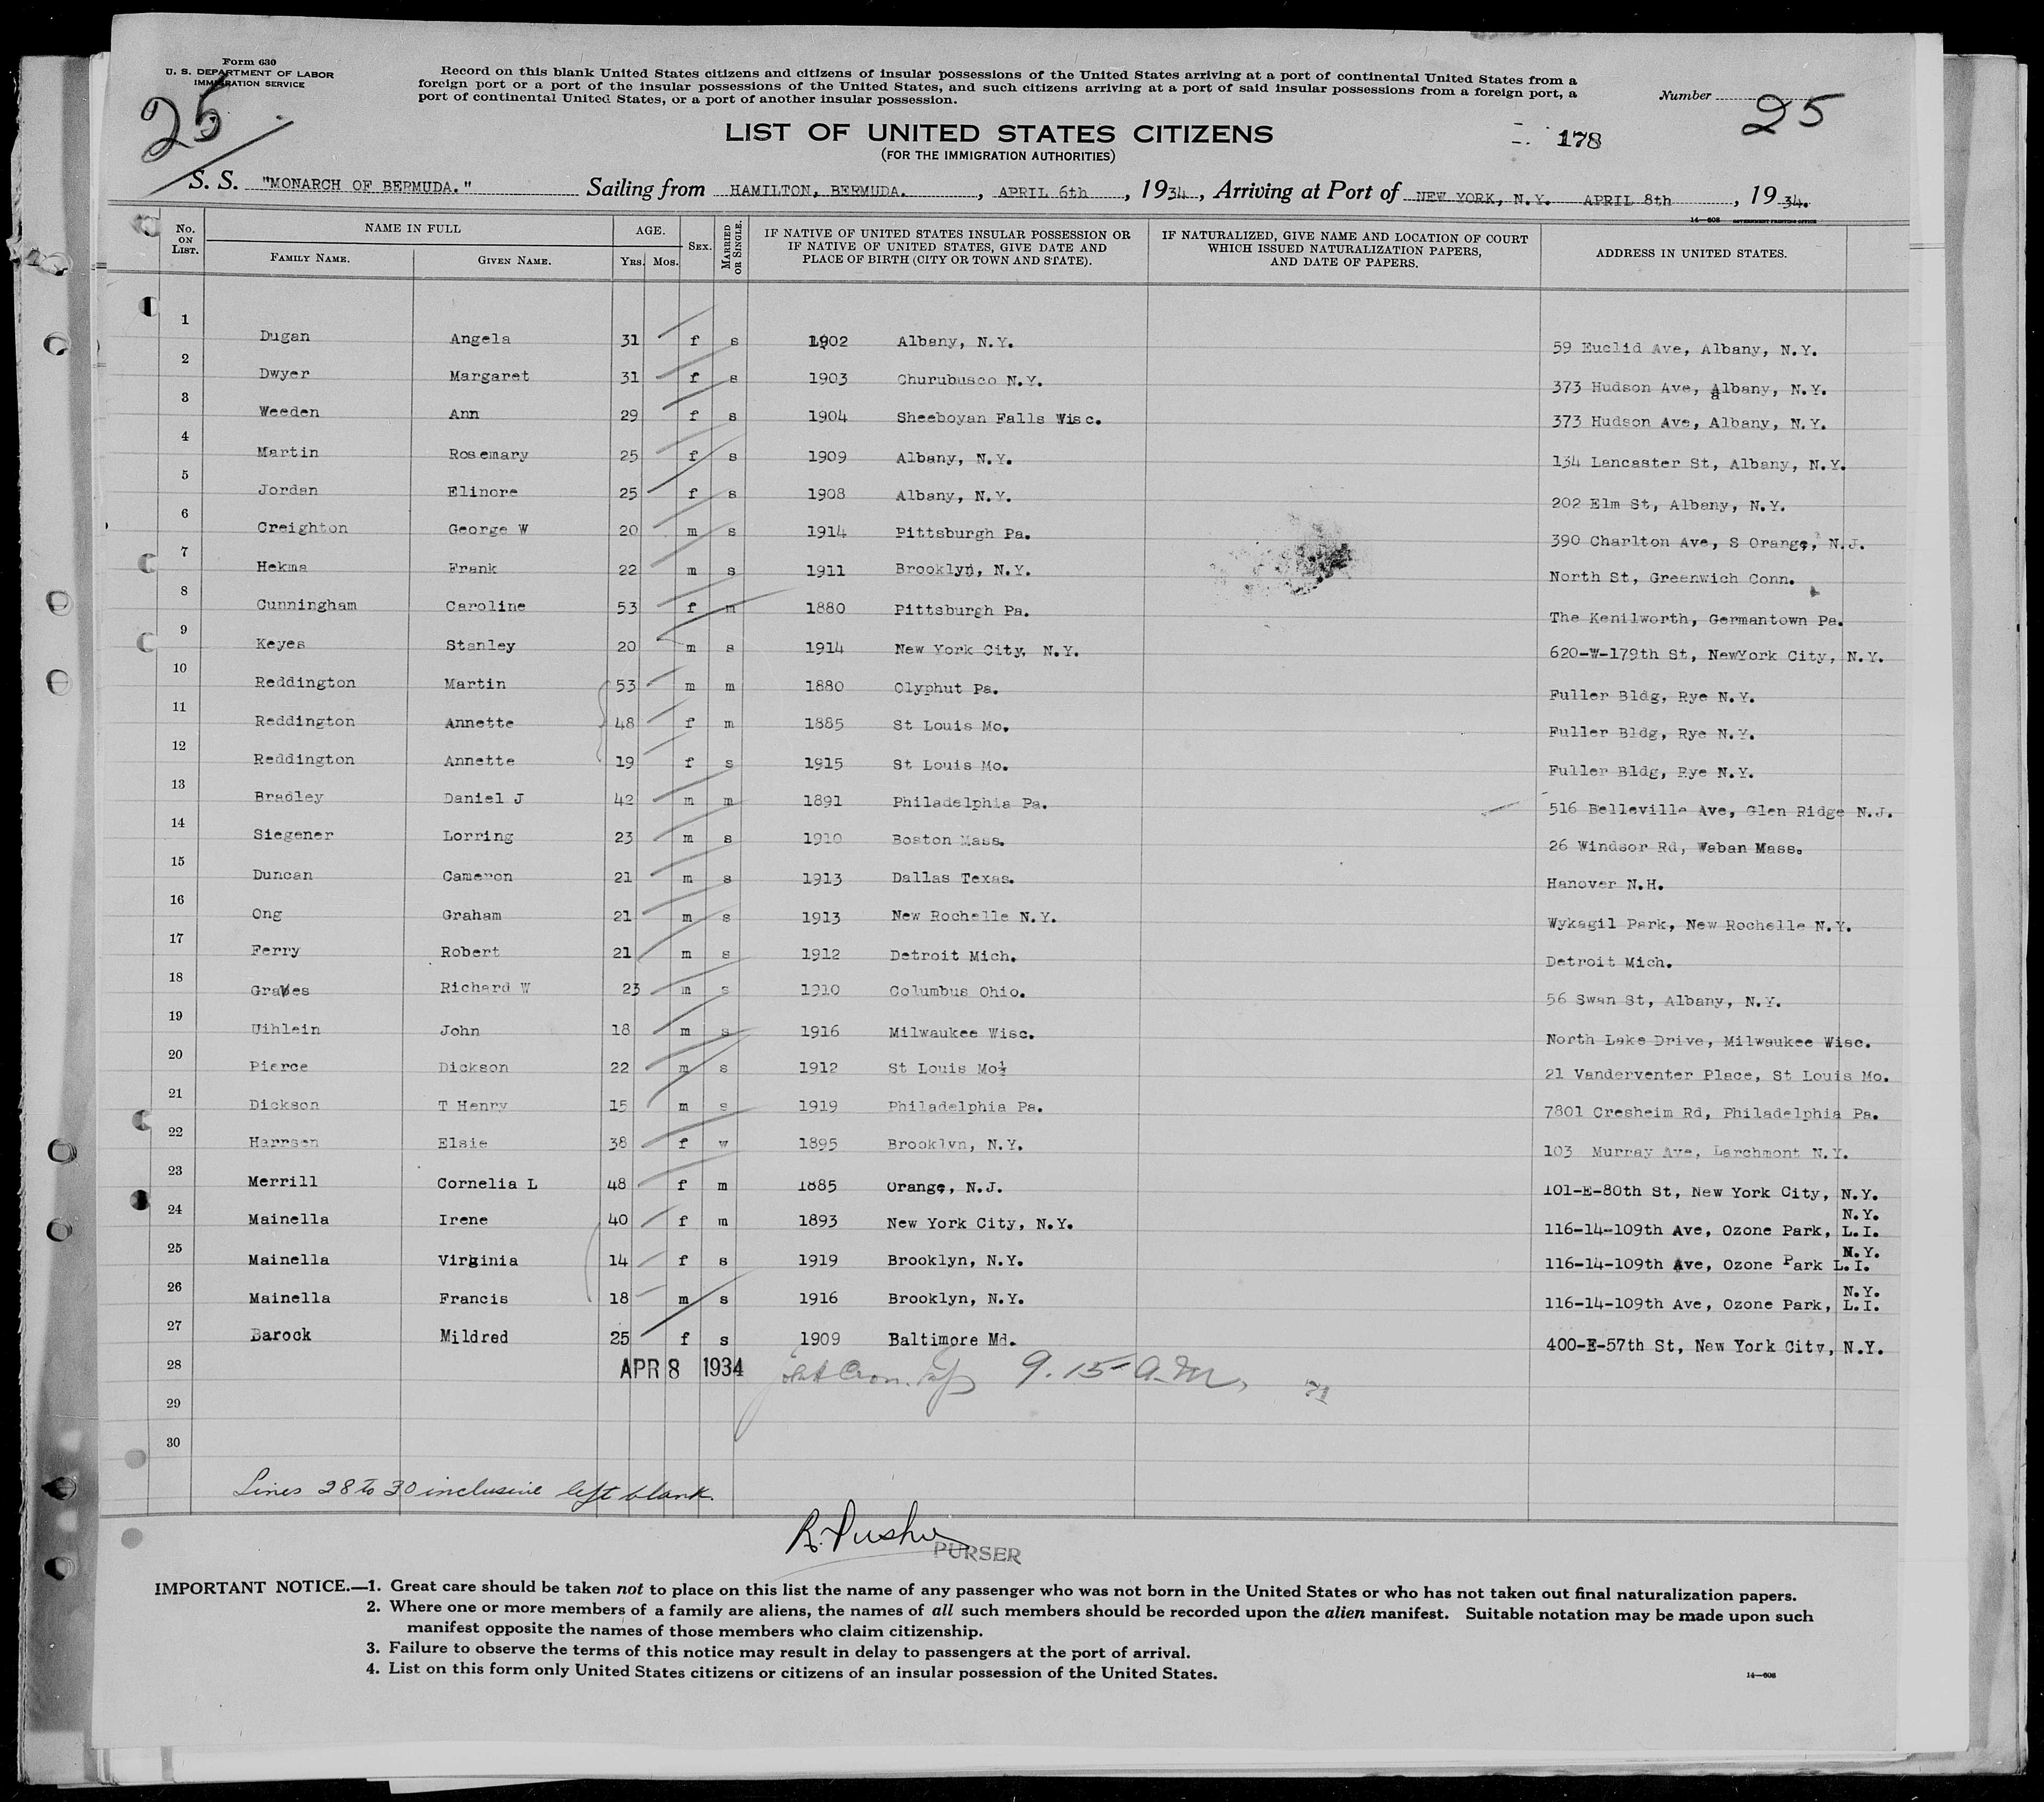 Form 630
U. S. DEPARTMENT OF LABOR
IMMIGRATION SERVICE
25
Record on this blank United States citizens and citizens of insular possessions of the United States arriving at a port of continental United States from a
foreign port or a port of the insular possessions of the United States, and such citizens arriving at a port of said insular possessions from a foreign port, a
port of continental United States, or a port of another insular possession.
Number 25
LIST OF UNITED STATES CITIZENS
(FOR THE IMMIGRATION AUTHORITIES)
178
S. S. "MONARCH OF BERMUDA." Sailing from HAMILTON, BERMUDA. , APRIL 6th , 1934 , Arriving at Port of NEW YORK, N.Y. APRIL 8th , 1934.
14—608 GOVERNMENT PRINTING OFFICE
No. ON LIST. NAME IN FULL FAMILY NAME. GIVEN NAME. AGE. YRS. MOS. SEX. MARRIED OR SINGLE. IF NATIVE OF UNITED STATES INSULAR POSSESSION OR IF NATIVE OF UNITED STATES, GIVE DATE AND PLACE OF BIRTH (CITY OR TOWN AND STATE). IF NATURALIZED, GIVE NAME AND LOCATION OF COURT WHICH ISSUED NATURALIZATION PAPERS, AND DATE OF PAPERS. ADDRESS IN UNITED STATES.
1 Dugan Angela 31 f s 1902 Albany, N.Y. 59 Euclid Ave, Albany, N.Y.
2 Dwyer Margaret 31 f s 1903 Churubusco N.Y. 373 Hudson Ave, Albany, N.Y.
3 Weeden Ann 29 f s 1904 Sheeboyan Falls Wisc. 373 Hudson Ave, Albany, N.Y.
4 Martin Rosemary 25 f s 1909 Albany, N.Y. 134 Lancaster St, Albany, N.Y.
5 Jordan Elinore 25 f s 1908 Albany, N.Y. 202 Elm St, Albany, N.Y.
6 Creighton George W 20 m s 1914 Pittsburgh Pa. 390 Charlton Ave, S Orange, N.J.
7 Hekma Frank 22 m s 1911 Brooklyn, N.Y. North St, Greenwich Conn.
8 Cunningham Caroline 53 f m 1880 Pittsburgh Pa. The Kenilworth, Germantown Pa.
9 Keyes Stanley 20 m s 1914 New York City, N.Y. 620-W-179th St, NewYork City, N.Y.
10 Reddington Martin 53 m m 1880 Olyphut Pa. Fuller Bldg, Rye N.Y.
11 Reddington Annette 48 f m 1885 St Louis Mo. Fuller Bldg, Rye N.Y.
12 Reddington Annette 19 f s 1915 St Louis Mo. Fuller Bldg, Rye N.Y.
13 Bradley Daniel J 42 m m 1891 Philadelphia Pa. 516 Belleville Ave, Glen Ridge N.J.
14 Siegener Lorring 23 m s 1910 Boston Mass. 26 Windsor Rd, Waban Mass.
15 Duncan Cameron 21 m s 1913 Dallas Texas. Hanover N.H.
16 Ong Graham 21 m s 1913 New Rochelle N.Y. Wykagil Park, New Rochelle N.Y.
17 Ferry Robert 21 m s 1912 Detroit Mich. Detroit Mich.
18 Graves Richard W 23 m s 1910 Columbus Ohio. 56 Swan St, Albany, N.Y.
19 Uihlein John 18 m s 1916 Milwaukee Wisc. North Lake Drive, Milwaukee Wisc.
20 Pierce Dickson 22 m s 1912 St Louis Mo. 21 Vanderventer Place, St Louis Mo.
21 Dickson T Henry 15 m s 1919 Philadelphia Pa. 7801 Cresheim Rd, Philadelphia Pa.
22 Harrsen Elsie 38 f w 1895 Brooklyn, N.Y. 103 Murray Ave, Larchmont N.Y.
23 Merrill Cornelia L 48 f m 1885 Orange, N.J. 101-E-80th St, New York City, N.Y.
24 Mainella Irene 40 f m 1893 New York City, N.Y. 116-14-109th Ave, Ozone Park, L.I. N.Y.
25 Mainella Virginia 14 f s 1919 Brooklyn, N.Y. 116-14-109th Ave, Ozone Park L.I. N.Y.
26 Mainella Francis 18 m s 1916 Brooklyn, N.Y. 116-14-109th Ave, Ozone Park, L.I. N.Y.
27 Barock Mildred 25 f s 1909 Baltimore Md. 400-E-57th St, New York City, N.Y.
28 APR 8 1934 9.15 A.M.
29
30
Lines 28 to 30 inclusive left blank.
PURSER
IMPORTANT NOTICE.—1. Great care should be taken not to place on this list the name of any passenger who was not born in the United States or who has not taken out final naturalization papers.
2. Where one or more members of a family are aliens, the names of all such members should be recorded upon the alien manifest. Suitable notation may be made upon such
manifest opposite the names of those members who claim citizenship.
3. Failure to observe the terms of this notice may result in delay to passengers at the port of arrival.
4. List on this form only United States citizens or citizens of an insular possession of the United States.
14—608